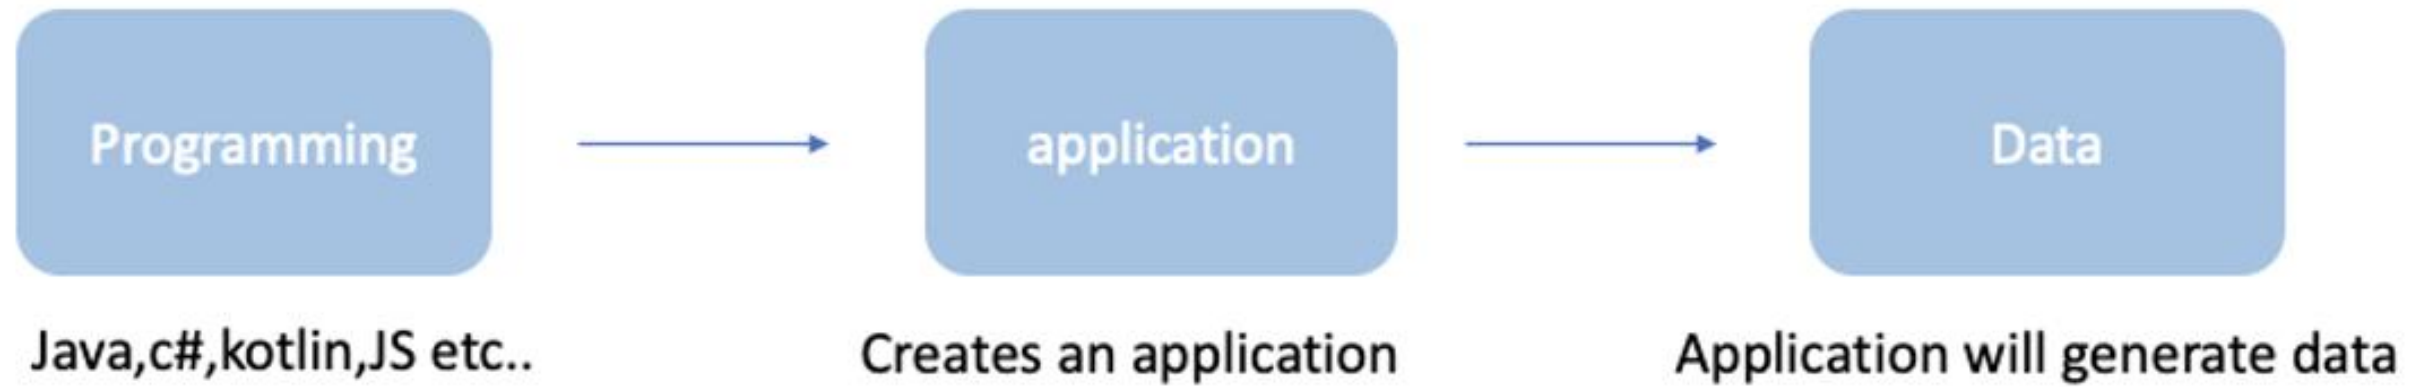 Programming
application
Data
Java,c#,kotlin,JS etc..
Creates an application
Application will generate data